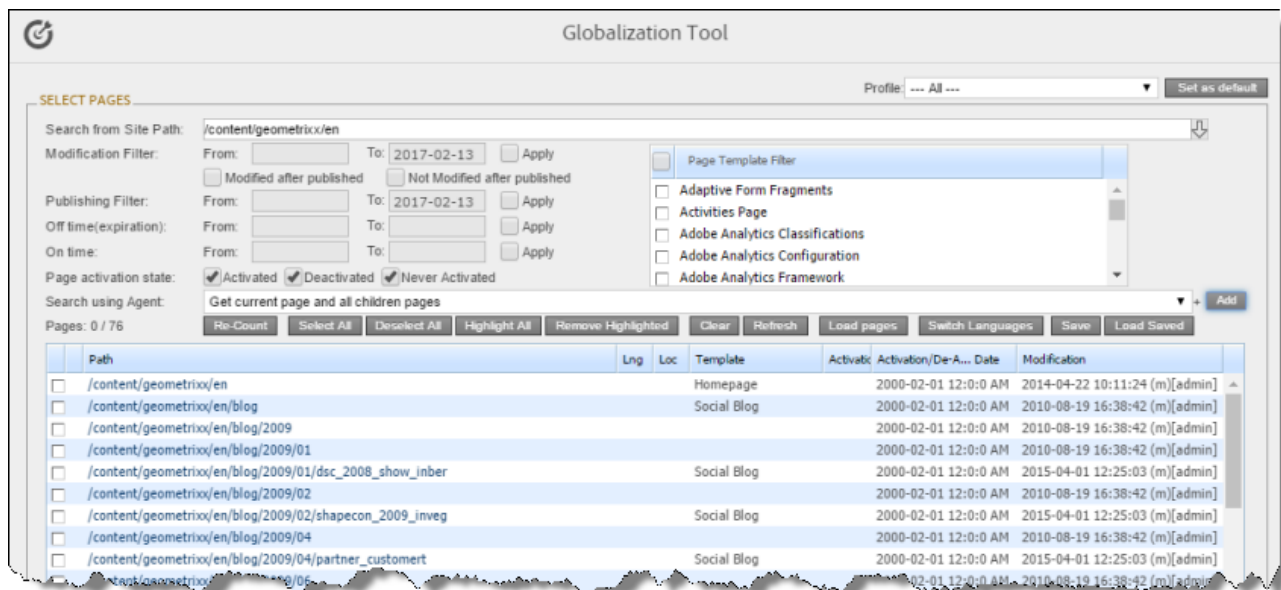 Globalization Tool
Profile: --- All --- Set as default
SELECT PAGES
Search from Site Path: /content/geometrixx/en
Modification Filter: From: To: 2017-02-13 Apply
Modified after published Not Modified after published
Publishing Filter: From: To: 2017-02-13 Apply
Off time(expiration): From: To: Apply
On time: From: To: Apply
Page activation state: Activated Deactivated Never Activated
Page Template Filter
Adaptive Form Fragments
Activities Page
Adobe Analytics Classifications
Adobe Analytics Configuration
Adobe Analytics Framework
Search using Agent: Get current page and all children pages + Add
Pages: 0 / 76 Re-Count Select All Deselect All Highlight All Remove Highlighted Clear Refresh Load pages Switch Languages Save Load Saved
Path Lng Loc Template Activatic Activation/De-A... Date Modification
/content/geometrixx/en Homepage 2000-02-01 12:0:0 AM 2014-04-22 10:11:24 (m)[admin]
/content/geometrixx/en/blog Social Blog 2000-02-01 12:0:0 AM 2010-08-19 16:38:42 (m)[admin]
/content/geometrixx/en/blog/2009 2000-02-01 12:0:0 AM 2010-08-19 16:38:42 (m)[admin]
/content/geometrixx/en/blog/2009/01 2000-02-01 12:0:0 AM 2010-08-19 16:38:42 (m)[admin]
/content/geometrixx/en/blog/2009/01/dsc_2008_show_inber Social Blog 2000-02-01 12:0:0 AM 2015-04-01 12:25:03 (m)[admin]
/content/geometrixx/en/blog/2009/02 2000-02-01 12:0:0 AM 2010-08-19 16:38:42 (m)[admin]
/content/geometrixx/en/blog/2009/02/shapecon_2009_inveg Social Blog 2000-02-01 12:0:0 AM 2015-04-01 12:25:03 (m)[admin]
/content/geometrixx/en/blog/2009/04 2000-02-01 12:0:0 AM 2010-08-19 16:38:42 (m)[admin]
/content/geometrixx/en/blog/2009/04/partner_customert Social Blog 2000-02-01 12:0:0 AM 2015-04-01 12:25:03 (m)[admin]
12:0:0 AM 2010-08-19 16:38:42